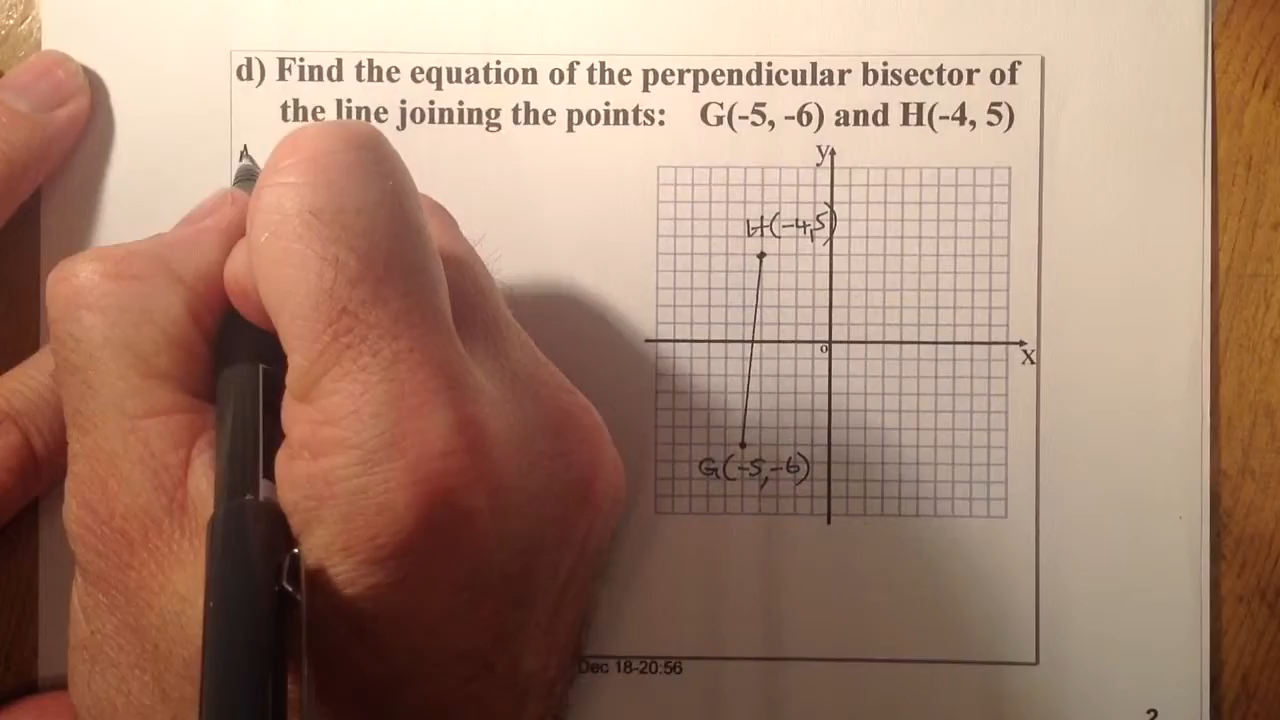 d) Find the equation of the perpendicular bisector of
the line joining the points: G(-5, -6) and H(-4, 5)
y
H(-4,5)
o
x
G(-5,-6)
Dec 18-20:56